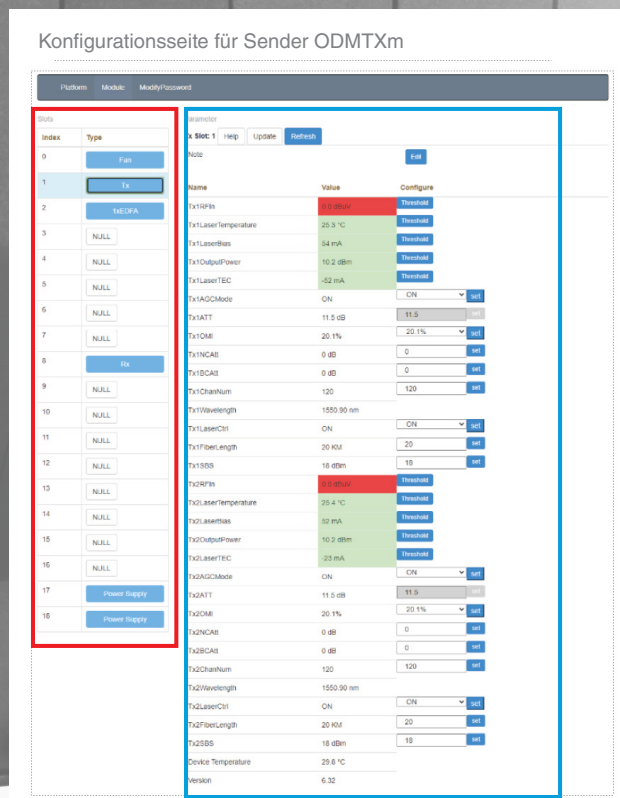 Konfigurationsseite für Sender ODMTXm
Platform Module ModifyPassword
Slots
Index Type
0 Fan
1 Tx
2 1xEDFA
3 NULL
4 NULL
5 NULL
6 NULL
7 NULL
8 Rx
9 NULL
10 NULL
11 NULL
12 NULL
13 NULL
14 NULL
15 NULL
16 NULL
17 Power Supply
18 Power Supply
arameter
x Slot: 1 Help Update Refresh
Note Edit
Name Value Configure
Tx1RFin 0.0 dBuV Threshold
Tx1LaserTemperature 25.3 °C Threshold
Tx1LaserBias 54 mA Threshold
Tx1OutputPower 10.2 dBm Threshold
Tx1LaserTEC -52 mA Threshold
Tx1AGCMode ON ON set
Tx1ATT 11.5 dB 11.5 set
Tx1OMI 20.1% 20.1% set
Tx1NCAtt 0 dB 0 set
Tx1BCAtt 0 dB 0 set
Tx1ChanNum 120 120 set
Tx1Wavelength 1550.90 nm
Tx1LaserCtrl ON ON set
Tx1FiberLength 20 KM 20 set
Tx1SBS 18 dBm 18 set
Tx2RFin 0.0 dBuV Threshold
Tx2LaserTemperature 25.4 °C Threshold
Tx2LaserBias 52 mA Threshold
Tx2OutputPower 10.2 dBm Threshold
Tx2LaserTEC -23 mA Threshold
Tx2AGCMode ON ON set
Tx2ATT 11.5 dB 11.5 set
Tx2OMI 20.1% 20.1% set
Tx2NCAtt 0 dB 0 set
Tx2BCAtt 0 dB 0 set
Tx2ChanNum 120 120 set
Tx2Wavelength 1550.90 nm
Tx2LaserCtrl ON ON set
Tx2FiberLength 20 KM 20 set
Tx2SBS 18 dBm 18 set
Device Temperature 29.8 °C
Version 6.32